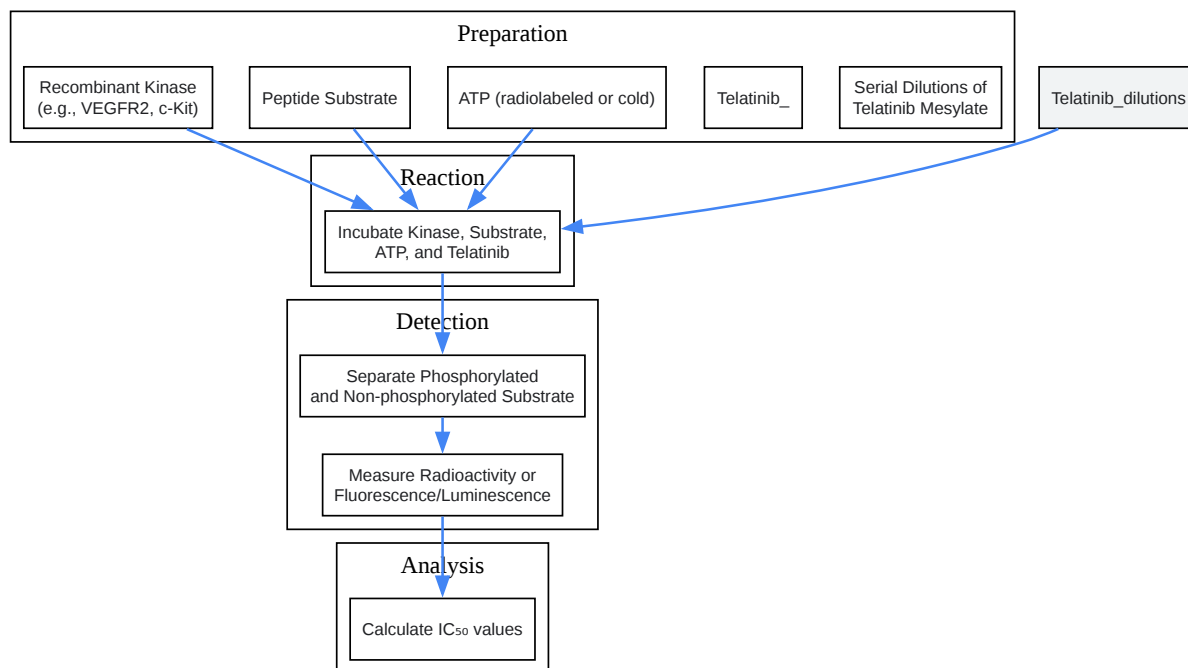 Preparation
Recombinant Kinase
(e.g., VEGFR2, c-Kit)
Peptide Substrate
ATP (radiolabeled or cold)
Telatinib_
Serial Dilutions of
Telatinib Mesylate
Telatinib_dilutions
Reaction
Incubate Kinase, Substrate,
ATP, and Telatinib
Detection
Separate Phosphorylated
and Non-phosphorylated Substrate
Measure Radioactivity or
Fluorescence/Luminescence
Analysis
Calculate IC₅₀ values